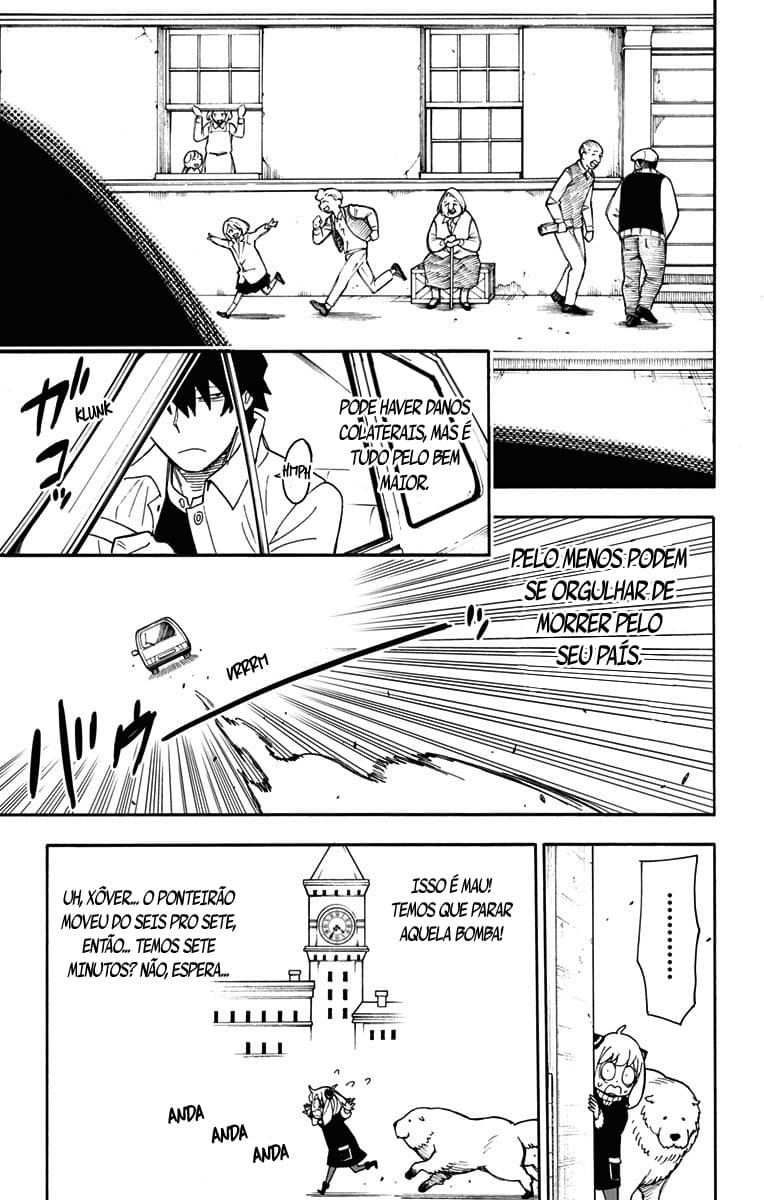 ガコ
KLUNK
PODE HAVER DANOS
COLATERAIS, MAS É
TUDO PELO BEM
MAIOR.
HMPH
PELO MENOS PODEM
SE ORGULHAR DE
MORRER PELO
SEU PAÍS.
VRRRM
ISSO É MAU!
TEMOS QUE PARAR
AQUELA BOMBA!
UH, XÔVER... O PONTEIRÃO
MOVEU DO SEIS PRO SETE,
ENTÃO... TEMOS SETE
MINUTOS? NÃO, ESPERA...
ANDA
ANDA
ANDA